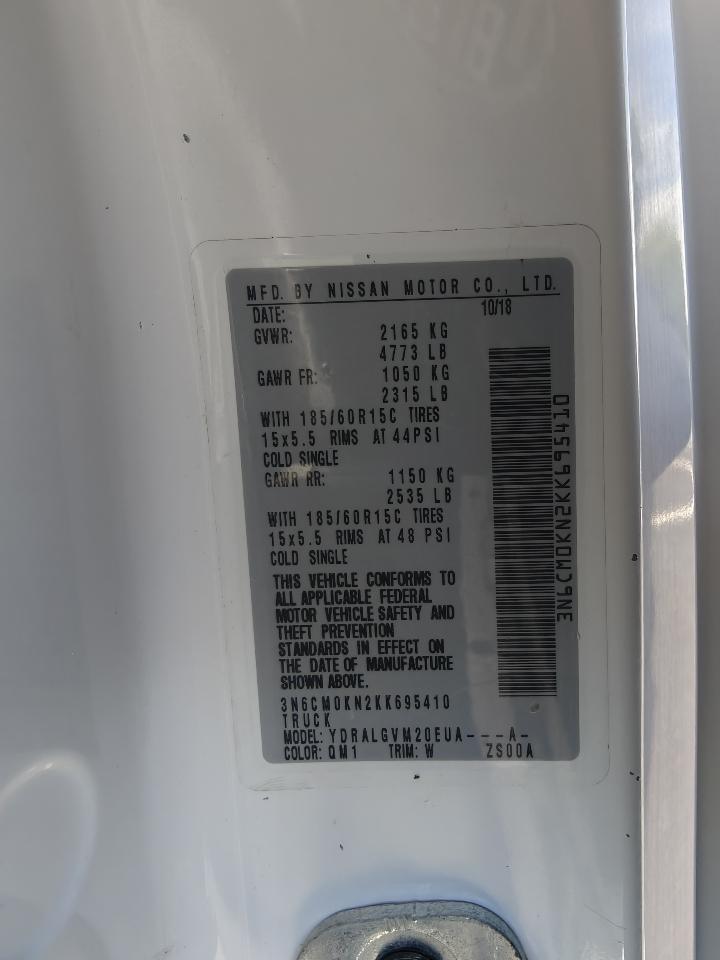 MFD. BY NISSAN MOTOR CO., LTD.
DATE: 10/18
GVWR: 2165 KG
4773 LB
GAWR FR: 1050 KG
2315 LB
WITH 185/60R15C TIRES
15x5.5 RIMS AT 44PSI
COLD SINGLE
GAWR RR: 1150 KG
2535 LB
WITH 185/60R15C TIRES
15x5.5 RIMS AT 48 PSI
COLD SINGLE
THIS VEHICLE CONFORMS TO
ALL APPLICABLE FEDERAL
MOTOR VEHICLE SAFETY AND
THEFT PREVENTION
STANDARDS IN EFFECT ON
THE DATE OF MANUFACTURE
SHOWN ABOVE.
3N6CM0KN2KK695410
TRUCK
MODEL: YDRALGVM20EUA---A-
COLOR: QM1 TRIM: W ZS00A
3N6CM0KN2KK695410